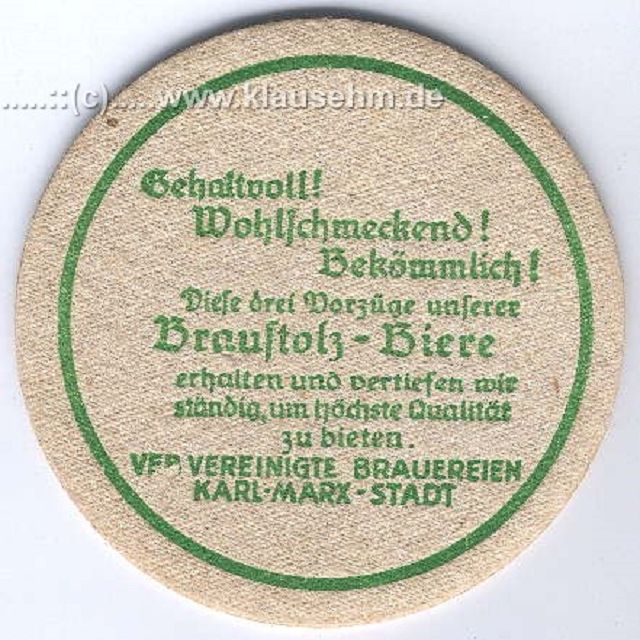 .....::(c)..... www.klausehm.de
Gehaltvoll!
Wohlschmeckend!
Bekömmlich!
Diese drei Vorzüge unserer
Braustolz-Biere
erhalten und vertiefen wir
ständig, um höchste Qualität
zu bieten.
VEB VEREINIGTE BRAUEREIEN
KARL-MARX-STADT